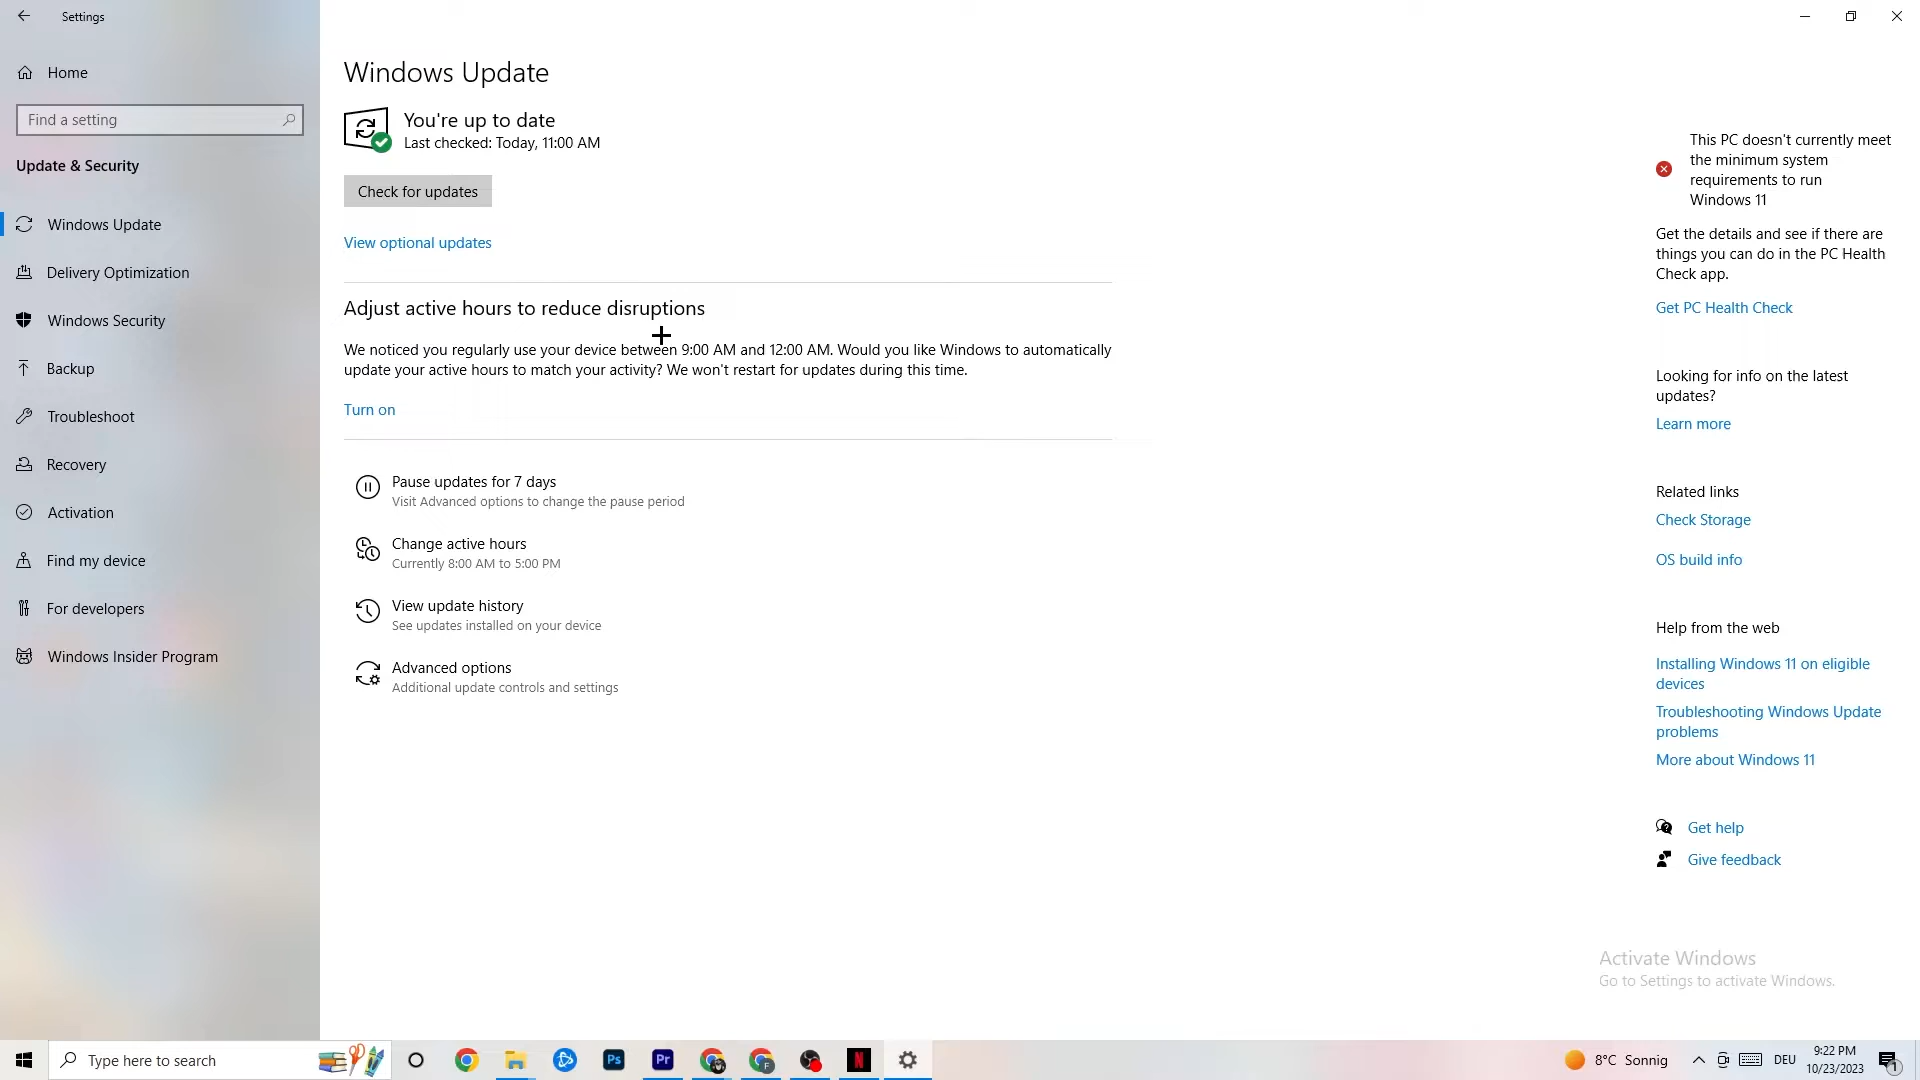 Settings
Home
Find a setting
Update & Security
Windows Update
Delivery Optimization
Windows Security
Backup
Troubleshoot
Recovery
Activation
Find my device
For developers
Windows Insider Program
Windows Update
You're up to date
Last checked: Today, 11:00 AM
Check for updates
View optional updates
Adjust active hours to reduce disruptions
We noticed you regularly use your device between 9:00 AM and 12:00 AM. Would you like Windows to automatically
update your active hours to match your activity? We won't restart for updates during this time.
Turn on
Pause updates for 7 days
Visit Advanced options to change the pause period
Change active hours
Currently 8:00 AM to 5:00 PM
View update history
See updates installed on your device
Advanced options
Additional update controls and settings
This PC doesn't currently meet
the minimum system
requirements to run
Windows 11
Get the details and see if there are
things you can do in the PC Health
Check app.
Get PC Health Check
Looking for info on the latest
updates?
Learn more
Related links
Check Storage
OS build info
Help from the web
Installing Windows 11 on eligible
devices
Troubleshooting Windows Update
problems
More about Windows 11
Get help
Give feedback
Activate Windows
Go to Settings to activate Windows.
Type here to search
Ps
Pr
F
N
8°C Sonnig
DEU
9:22 PM
10/23/2023
1